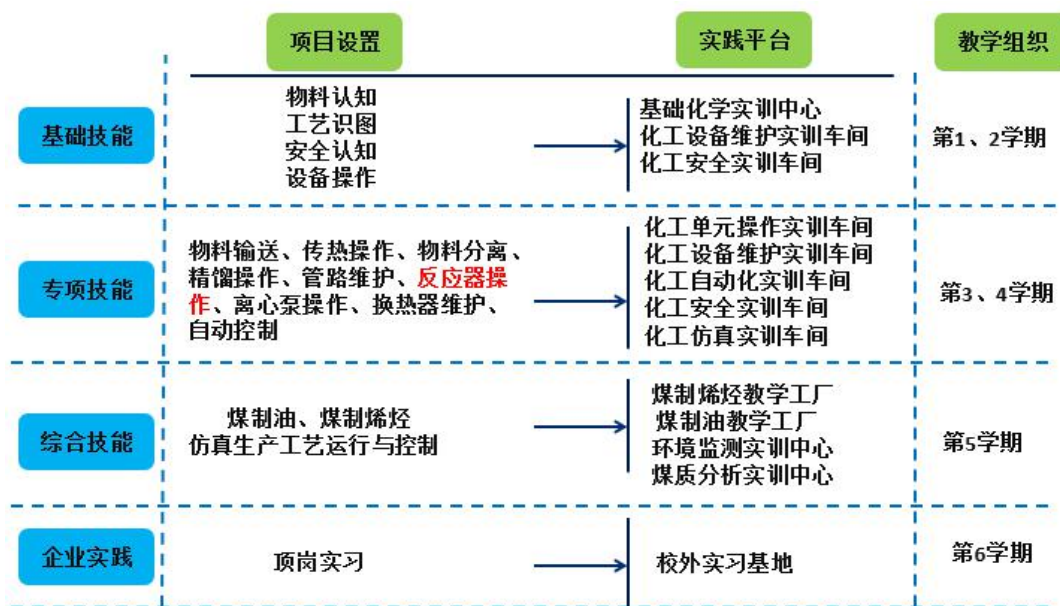 项目设置
实践平台
教学组织
基础技能
物料认知
工艺识图
安全认知
设备操作
基础化学实训中心
化工设备维护实训车间
化工安全实训车间
第1、2学期
专项技能
物料输送、传热操作、物料分离、
精馏操作、管路维护、反应器操
作、离心泵操作、换热器维护、
自动控制
化工单元操作实训车间
化工设备维护实训车间
化工自动化实训车间
化工安全实训车间
化工仿真实训车间
第3、4学期
综合技能
煤制油、煤制烯烃
仿真生产工艺运行与控制
煤制烯烃教学工厂
煤制油教学工厂
环境监测实训中心
煤质分析实训中心
第5学期
企业实践
顶岗实习
校外实习基地
第6学期